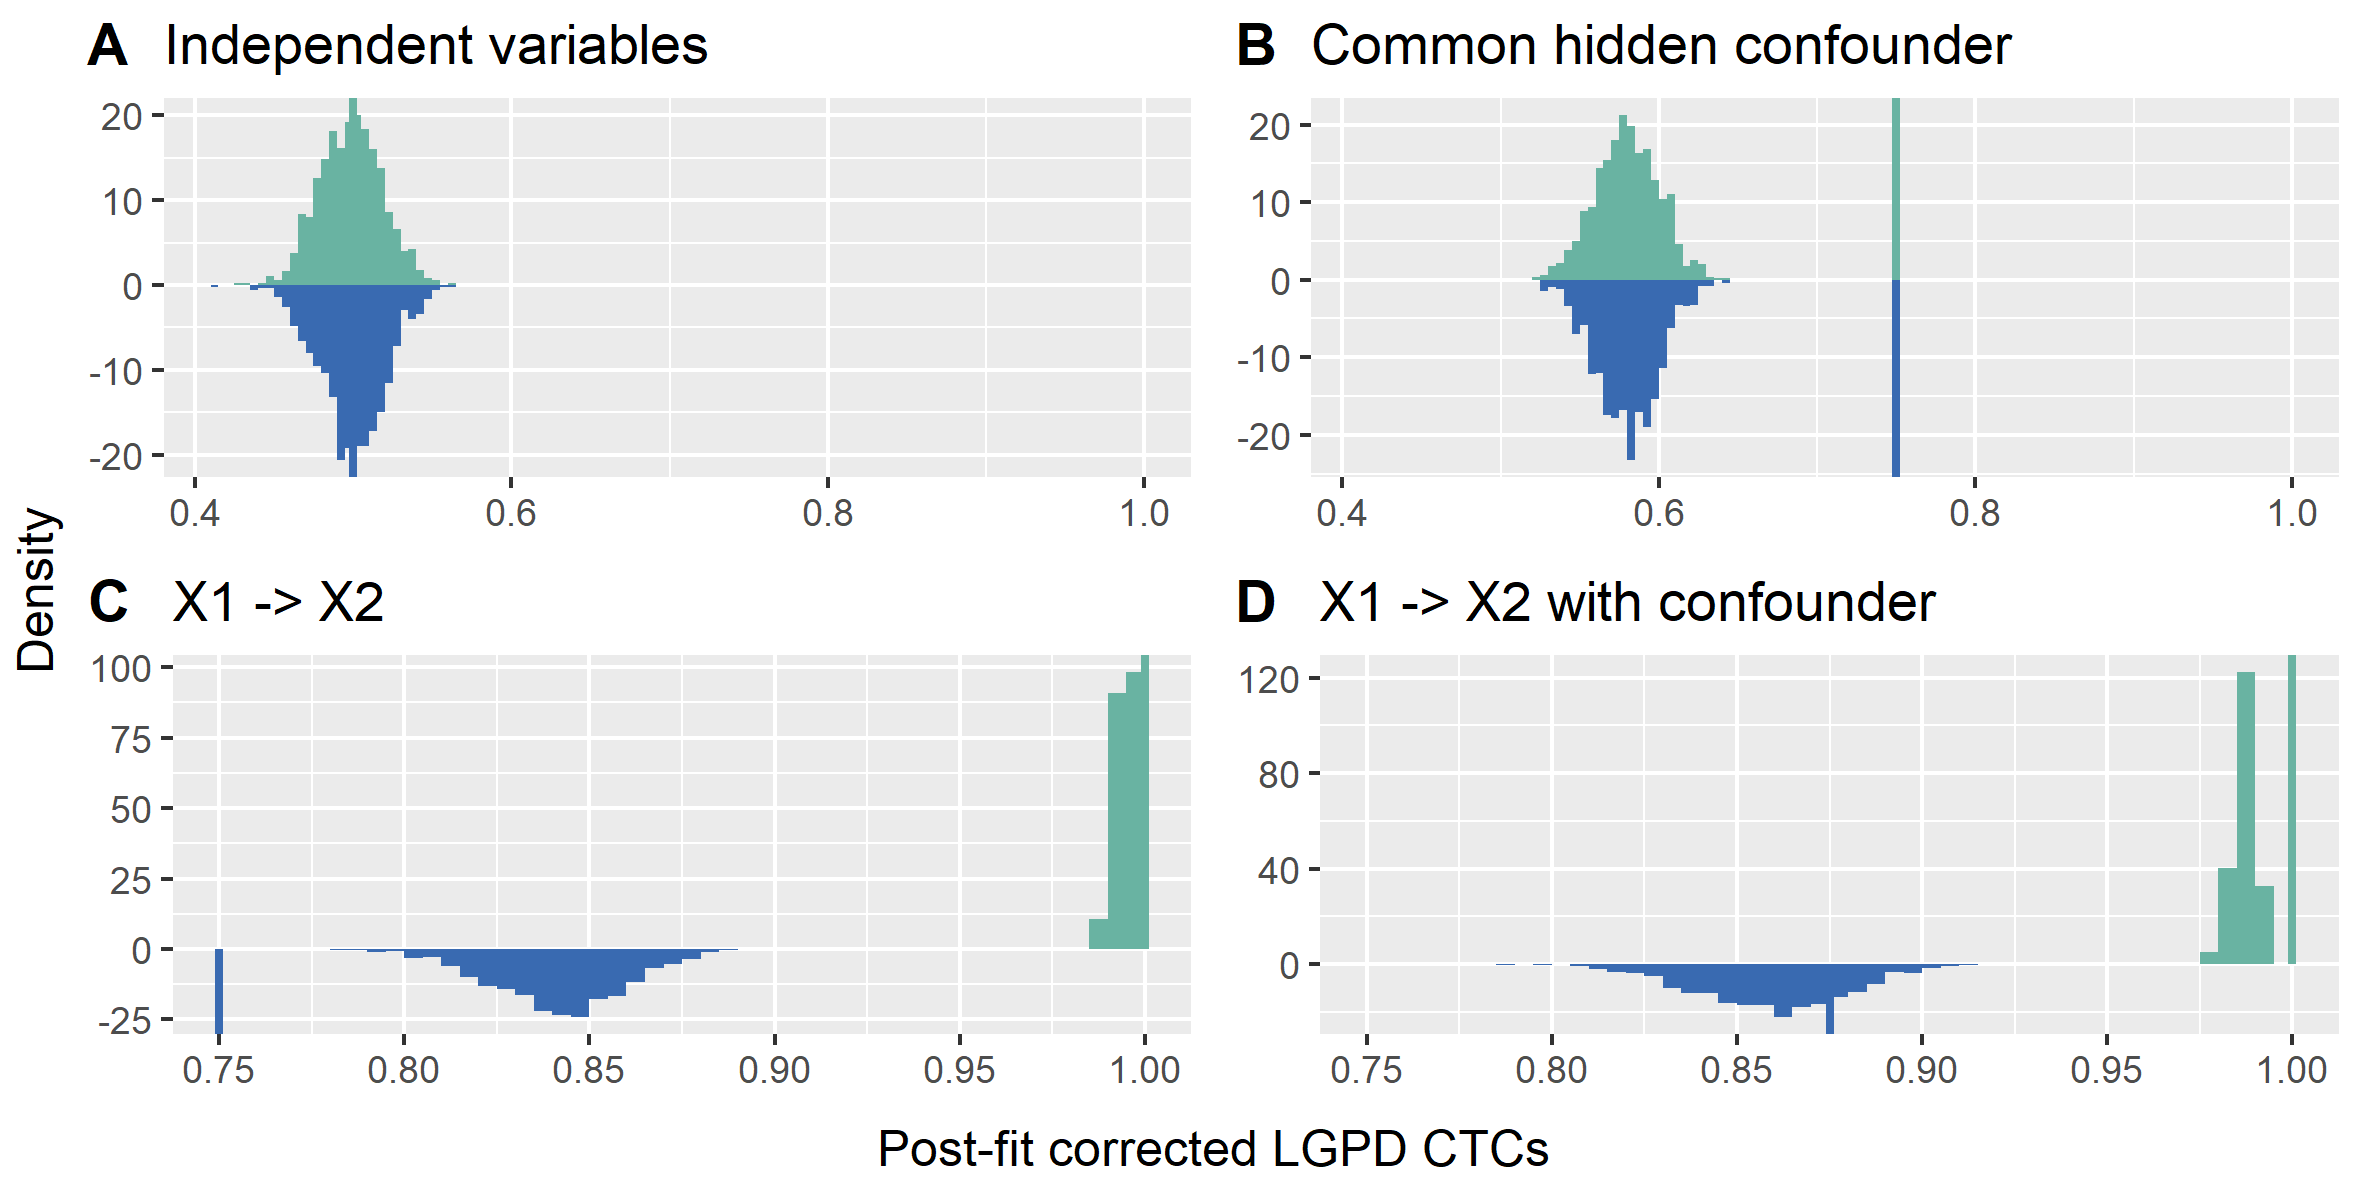 A Independent variables
20
10
0
-10
-20
0.4 0.6 0.8 1.0
B Common hidden confounder
20
10
0
-10
-20
0.4 0.6 0.8 1.0
Density
C X1 -> X2
100
75
50
25
0
-25
0.75 0.80 0.85 0.90 0.95 1.00
D X1 -> X2 with confounder
120
80
40
0
0.75 0.80 0.85 0.90 0.95 1.00
Post-fit corrected LGPD CTCs